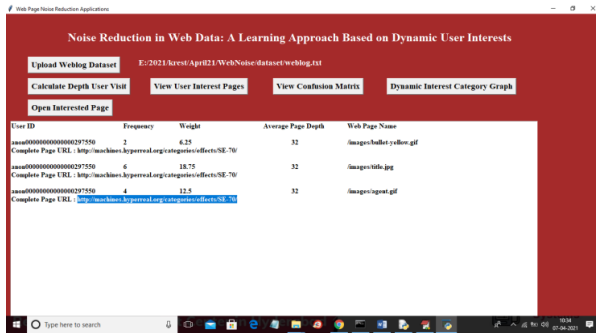 Web Page Noise Reduction Applications
Noise Reduction in Web Data: A Learning Approach Based on Dynamic User Interests
Upload Weblog Dataset E:/2021/krest/April21/WebNoise/dataset/weblog.txt
Calculate Depth User Visit View User Interest Pages View Confusion Matrix Dynamic Interest Category Graph
Open Interested Page
User ID Frequency Weight Average Page Depth Web Page Name
anon0000000000000297550 2 6.25 32 /images/bullet-yellow.gif
Complete Page URL : http://machines.hyperreal.org/categories/effects/SE-70/
anon0000000000000297550 6 18.75 32 /images/title.jpg
Complete Page URL : http://machines.hyperreal.org/categories/effects/SE-70/
anon0000000000000297550 4 12.5 32 /images/agent.gif
Complete Page URL : http://machines.hyperreal.org/categories/effects/SE-70/
Type here to search
10:34
07-04-2021